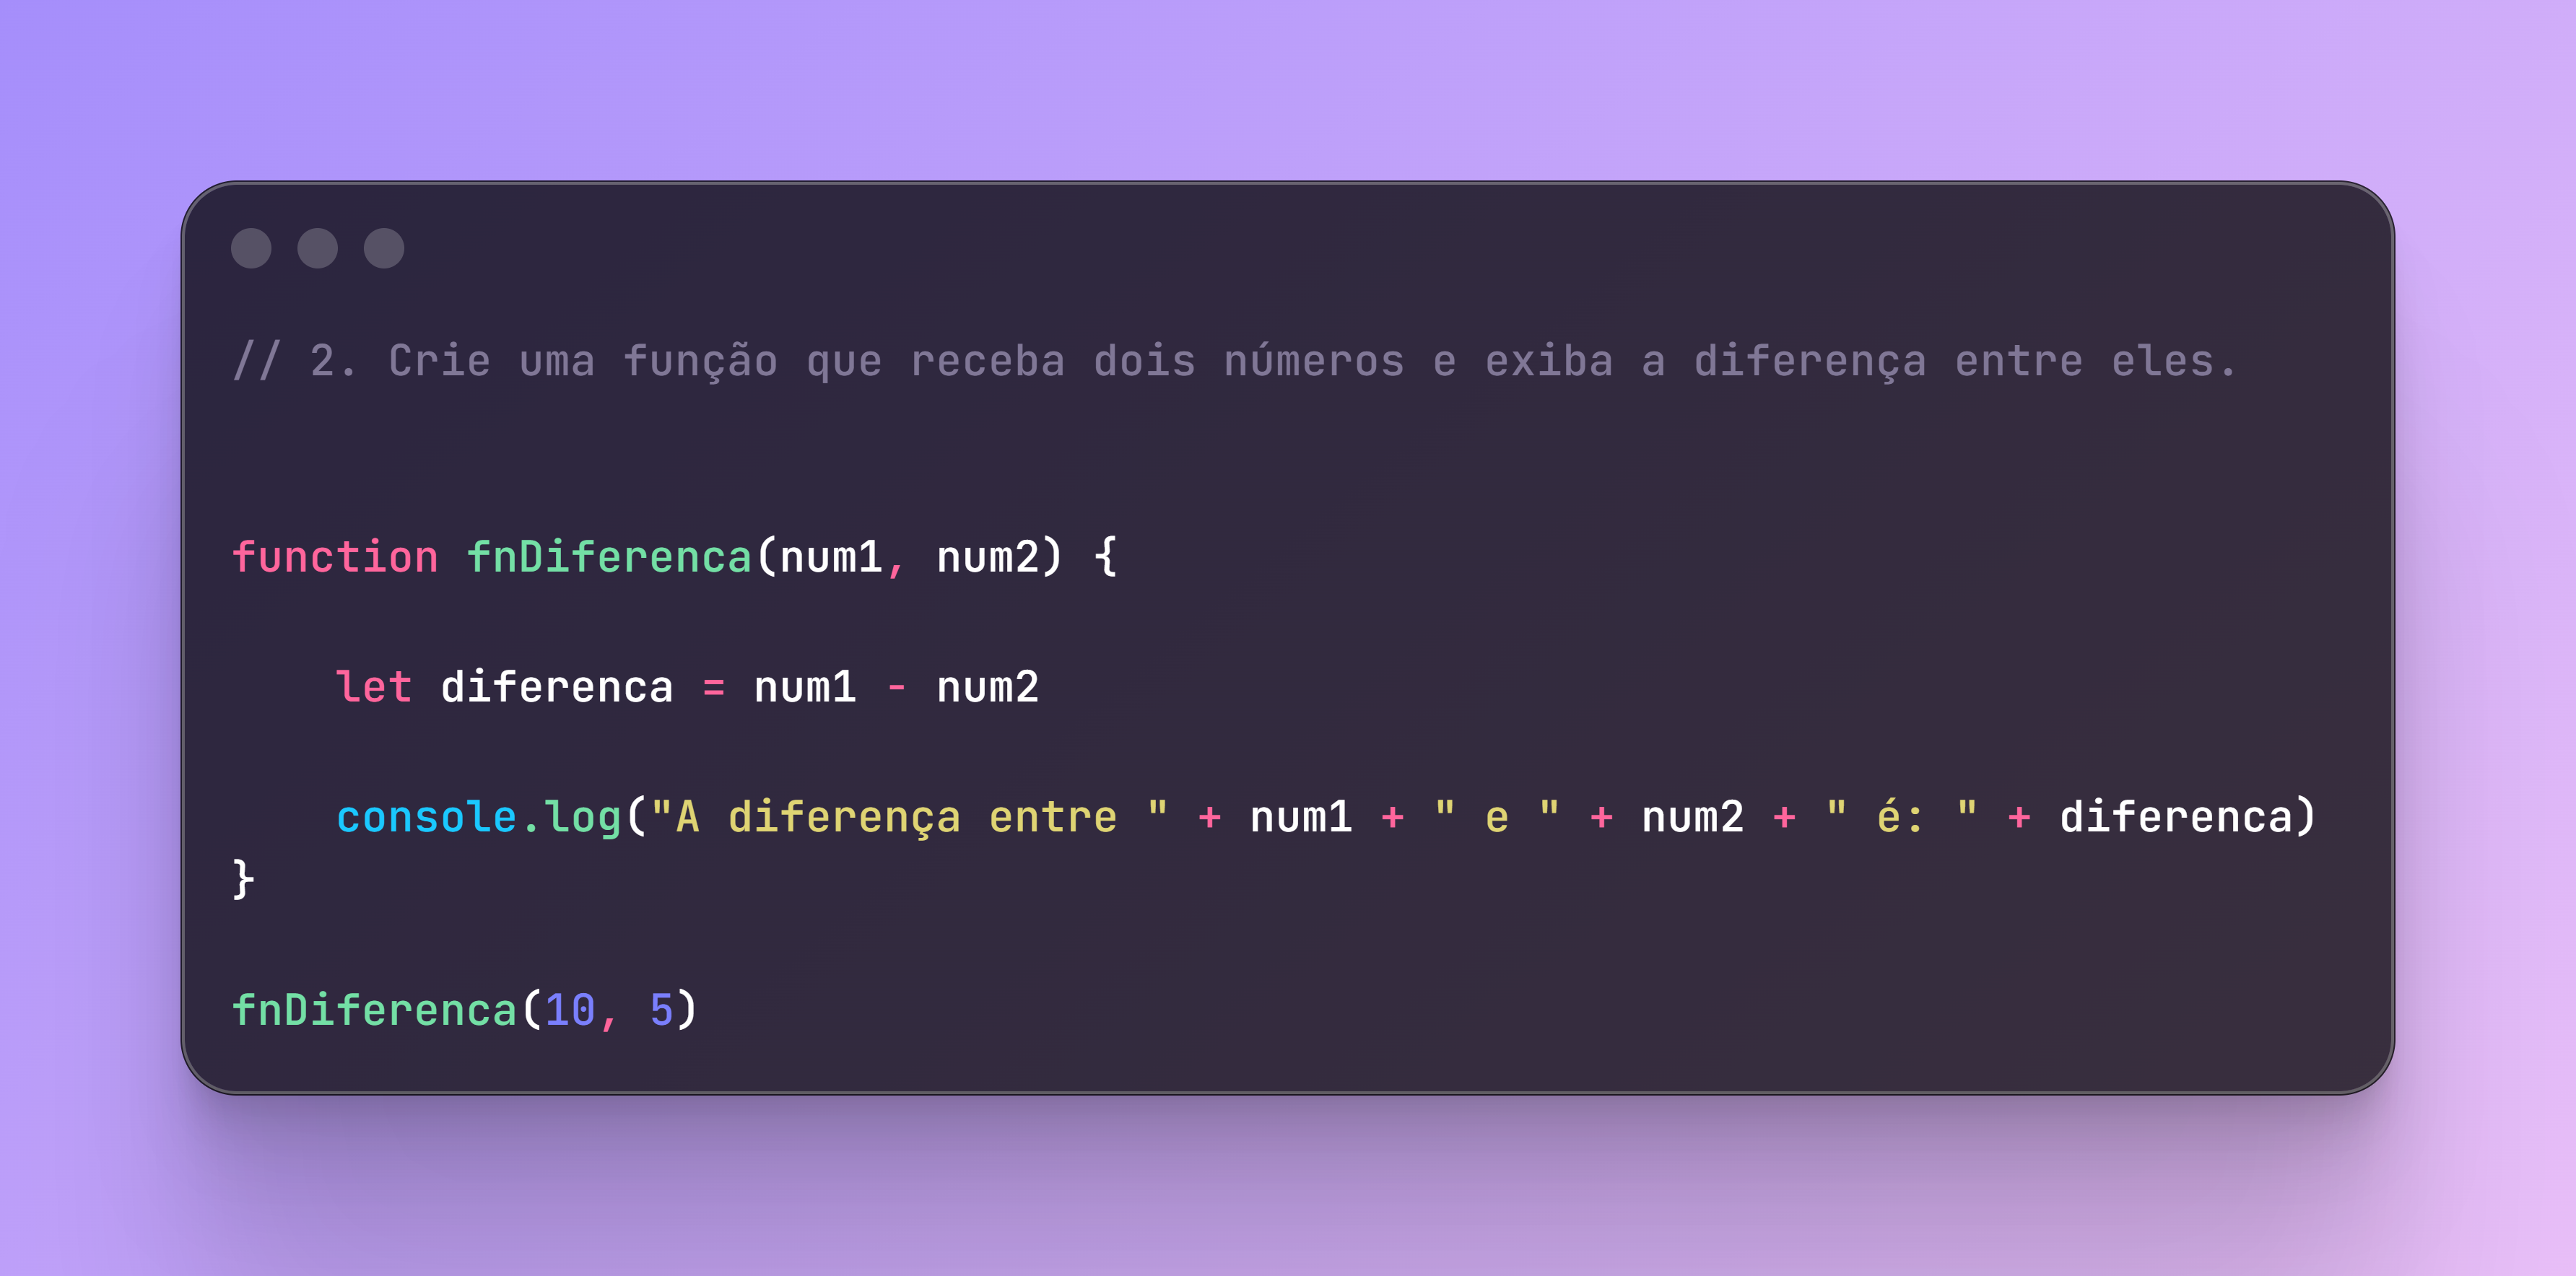 // 2. Crie uma função que receba dois números e exiba a diferença entre eles.
function fnDiferenca(num1, num2) {
    let diferenca = num1 - num2
    console.log("A diferença entre " + num1 + " e " + num2 + " é: " + diferenca)
}
fnDiferenca(10, 5)